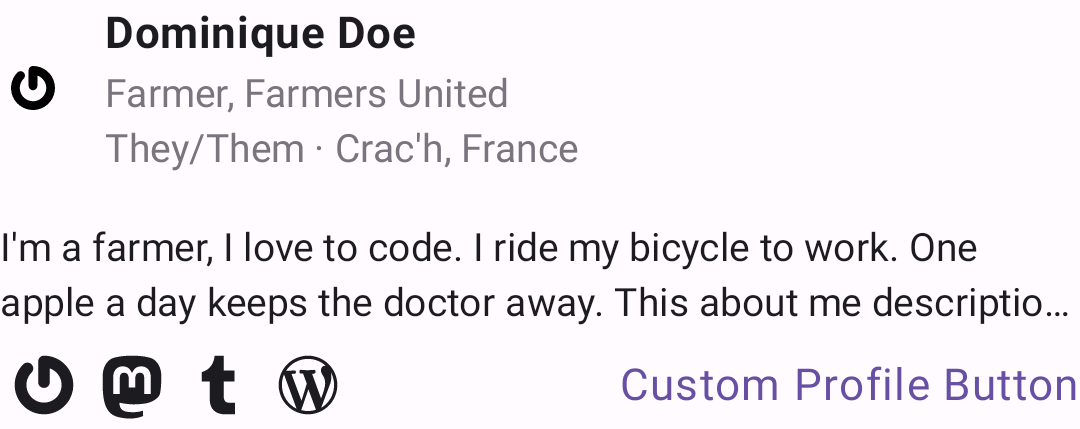 Dominique Doe
Farmer, Farmers United
They/Them · Crac'h, France
I'm a farmer, I love to code. I ride my bicycle to work. One
apple a day keeps the doctor away. This about me descriptio…
Custom Profile Button